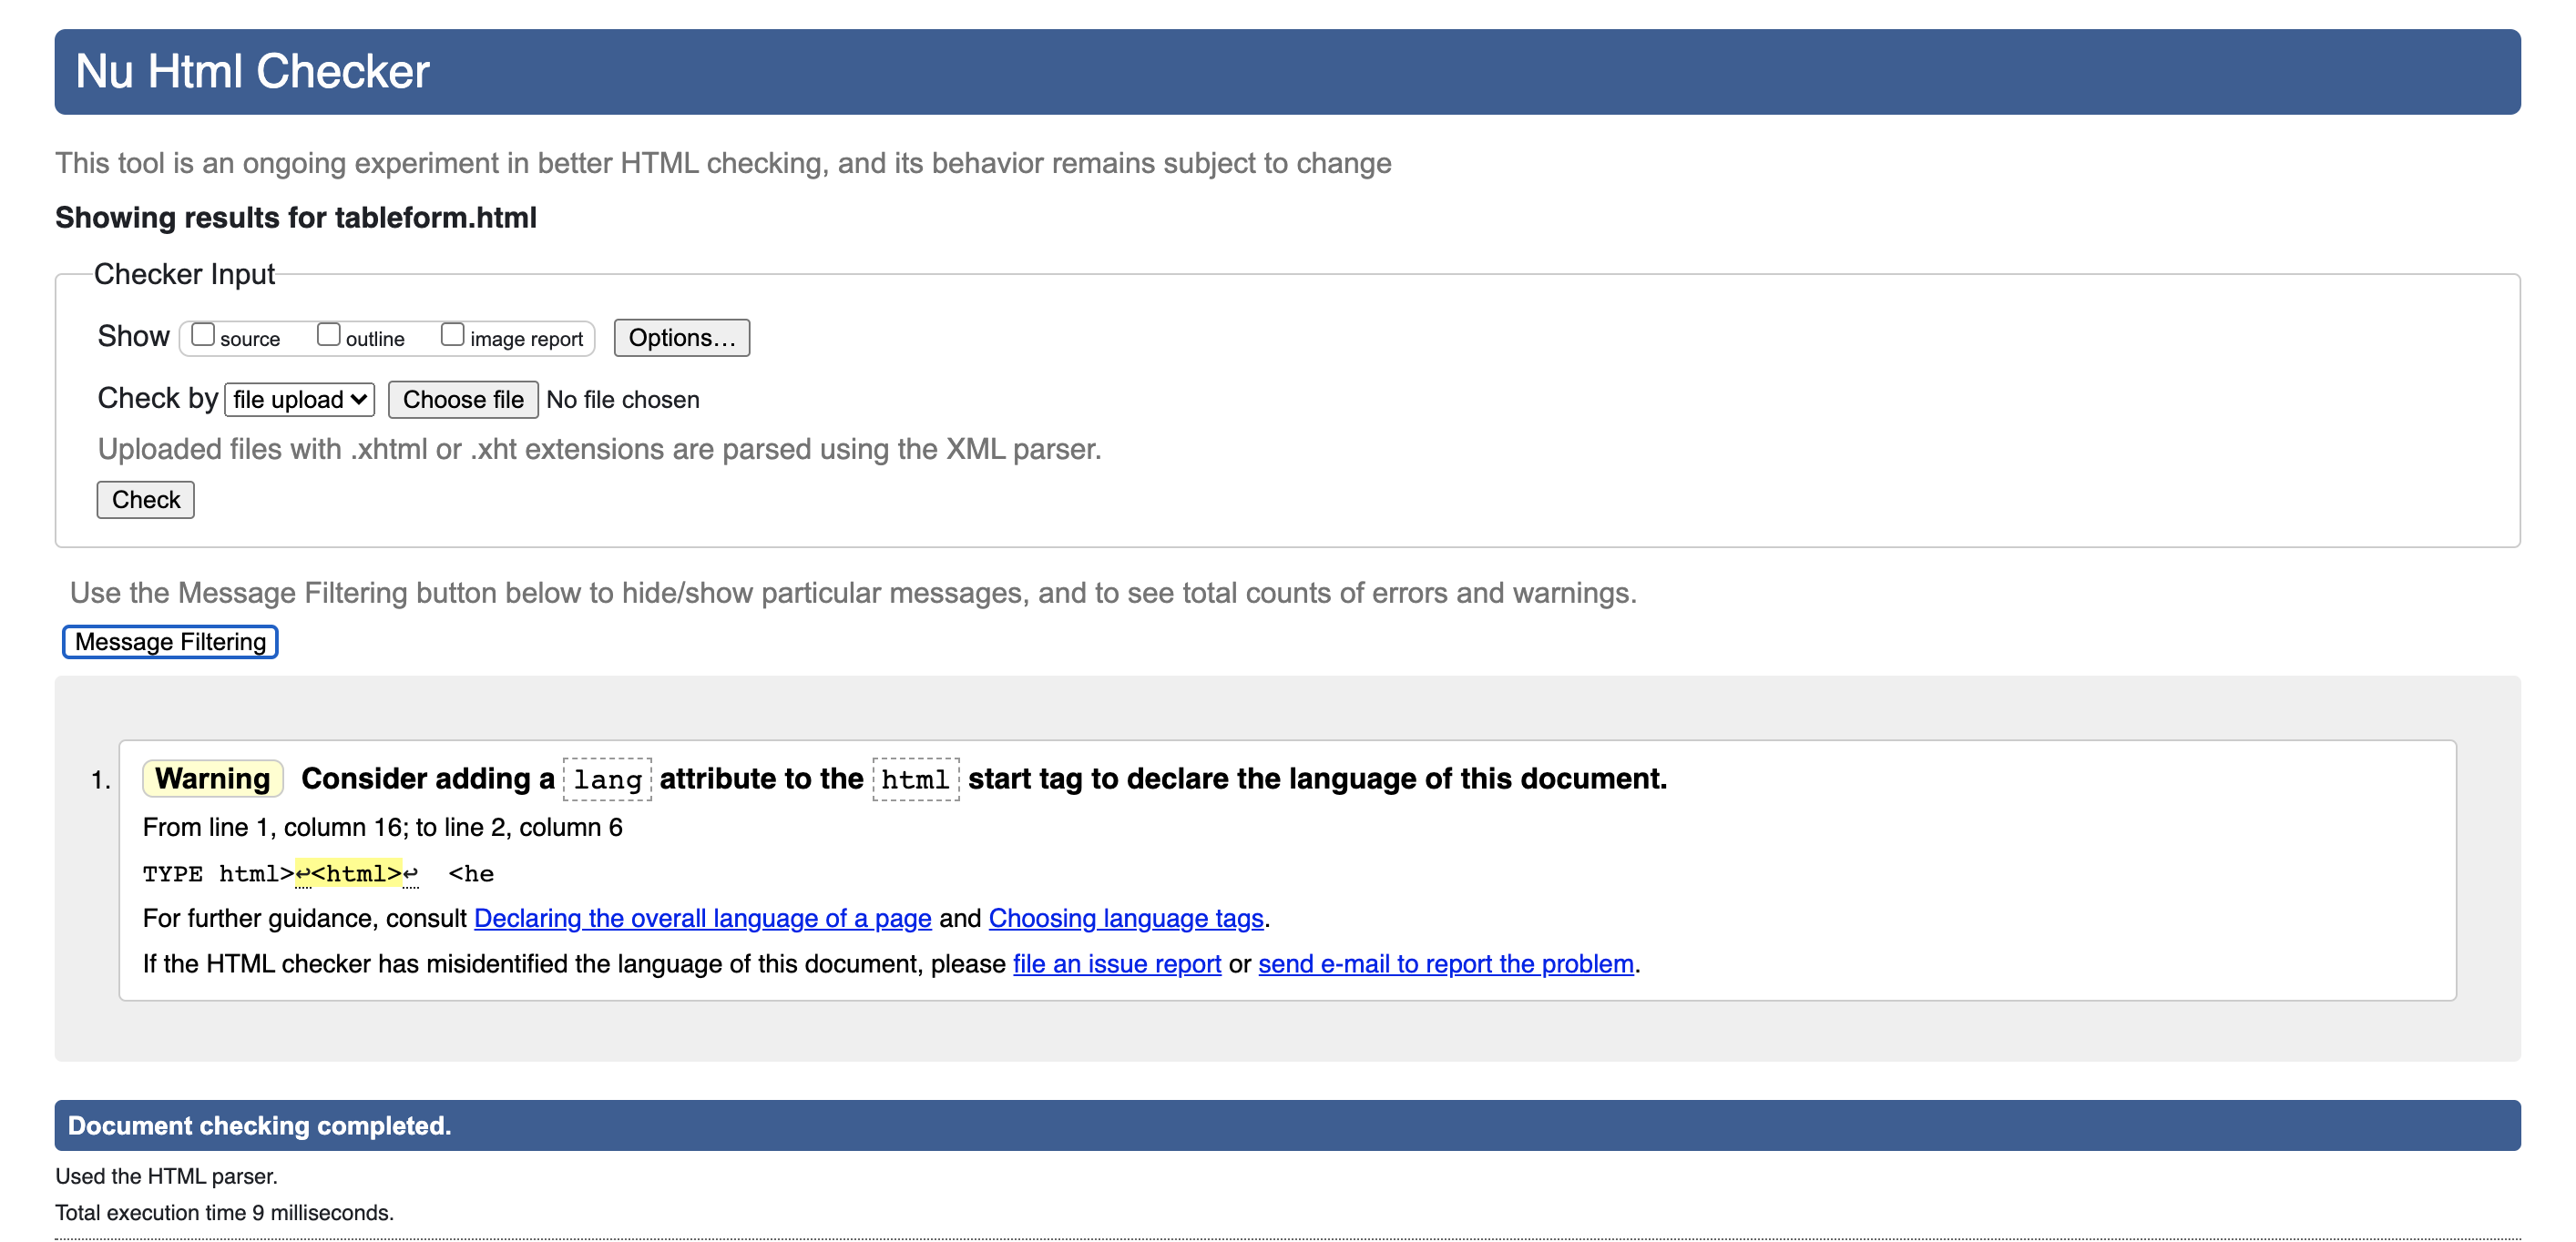 Nu Html Checker
This tool is an ongoing experiment in better HTML checking, and its behavior remains subject to change
Showing results for tableform.html
Checker Input
Show source outline image report Options...
Check by file upload Choose file No file chosen
Uploaded files with .xhtml or .xht extensions are parsed using the XML parser.
Check
Use the Message Filtering button below to hide/show particular messages, and to see total counts of errors and warnings.
Message Filtering
1. Warning Consider adding a lang attribute to the html start tag to declare the language of this document.
From line 1, column 16; to line 2, column 6
TYPE html>↩<html>↩  <he
For further guidance, consult Declaring the overall language of a page and Choosing language tags.
If the HTML checker has misidentified the language of this document, please file an issue report or send e-mail to report the problem.
Document checking completed.
Used the HTML parser.
Total execution time 9 milliseconds.